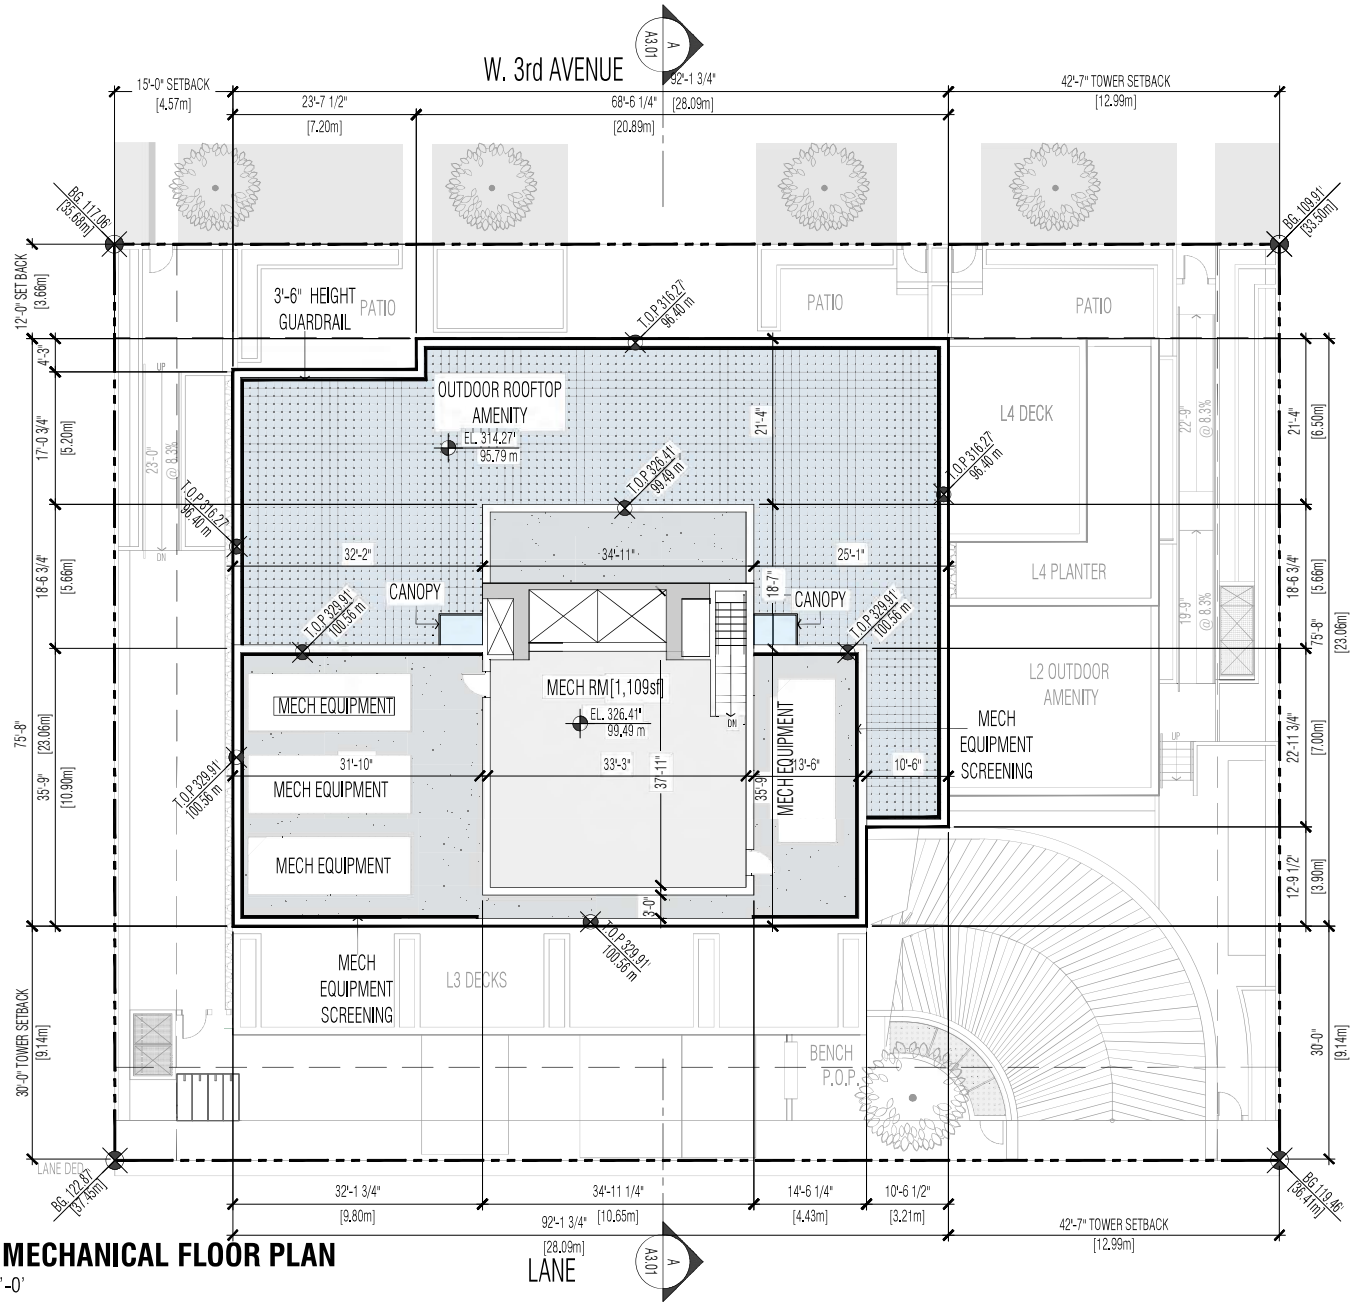 A
A3.01
W. 3rd AVENUE
92'-1 3/4"
[28.09m]
15'-0" SETBACK
[4.57m]
23'-7 1/2"
[7.20m]
68'-6 1/4"
[20.89m]
42'-7" TOWER SETBACK
[12.99m]
BG. 117.06'
[35.68m]
BG. 109.91'
[33.50m]
12'-0" SET BACK
[3.66m]
3'-6" HEIGHT
GUARDRAIL
PATIO
T.O.P 316.27'
96.40 m
PATIO
PATIO
4'-3"
17'-0 3/4"
[5.20m]
UP
23'-0"
@ 8.3%
DN
OUTDOOR ROOFTOP
AMENITY
EL. 314.27'
95.79 m
21'-4"
L4 DECK
22'-9"
@ 8.3%
21'-4"
[6.50m]
T.O.P 316.27'
96.40 m
T.O.P 326.41'
99.49 m
T.O.P 316.27'
96.40 m
18'-6 3/4"
[5.66m]
32'-2"
34'-11"
25'-1"
18'-7"
CANOPY
CANOPY
L4 PLANTER
19'-9"
@ 8.3%
18'-6 3/4"
[5.66m]
75'-8"
[23.06m]
T.O.P 329.91'
100.56 m
T.O.P 329.91'
100.56 m
MECH RM[1,109sf]
EL. 326.41'
99.49 m
DN
L2 OUTDOOR
AMENITY
MECH EQUIPMENT
MECH EQUIPMENT
MECH EQUIPMENT
MECH EQUIPMENT
MECH
EQUIPMENT
SCREENING
UP
75'-8"
[23.06m]
35'-9"
[10.90m]
T.O.P 329.91'
100.56 m
31'-10"
33'-3"
37'-11"
35'-9"
13'-6"
10'-6"
22'-11 3/4"
[7.00m]
12'-9 1/2"
[3.90m]
3'-0"
T.O.P 329.91'
100.56 m
MECH
EQUIPMENT
SCREENING
L3 DECKS
30'-0" TOWER SETBACK
[9.14m]
BENCH
P.O.P.
30'-0"
[9.14m]
LANE DED.
BG. 122.87'
[37.45m]
BG 119.46'
[36.41m]
32'-1 3/4"
[9.80m]
34'-11 1/4"
[10.65m]
14'-6 1/4"
[4.43m]
10'-6 1/2"
[3.21m]
92'-1 3/4"
[28.09m]
42'-7" TOWER SETBACK
[12.99m]
MECHANICAL FLOOR PLAN
'-0'
LANE
A
A3.01